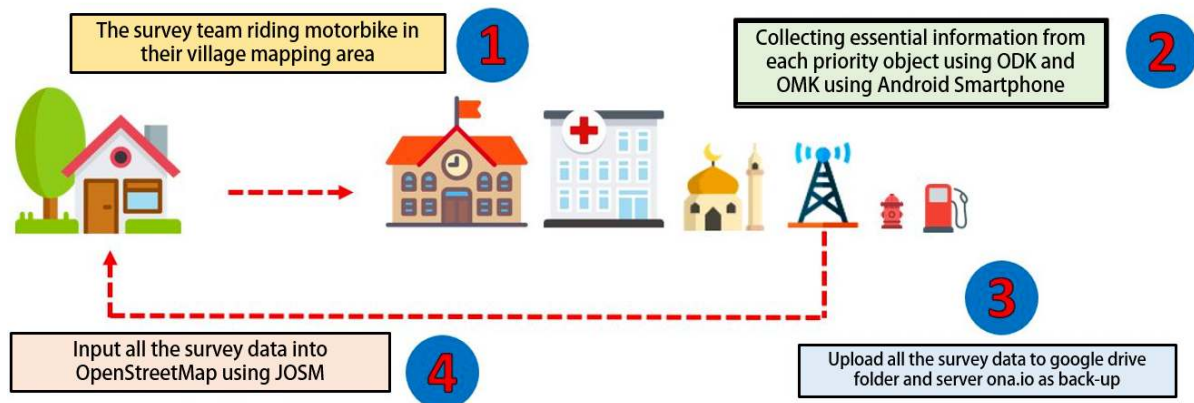 The survey team riding motorbike in
their village mapping area
1
Collecting essential information from
each priority object using ODK and
OMK using Android Smartphone
2
3
Upload all the survey data to google drive
folder and server ona.io as back-up
Input all the survey data into
OpenStreetMap using JOSM
4